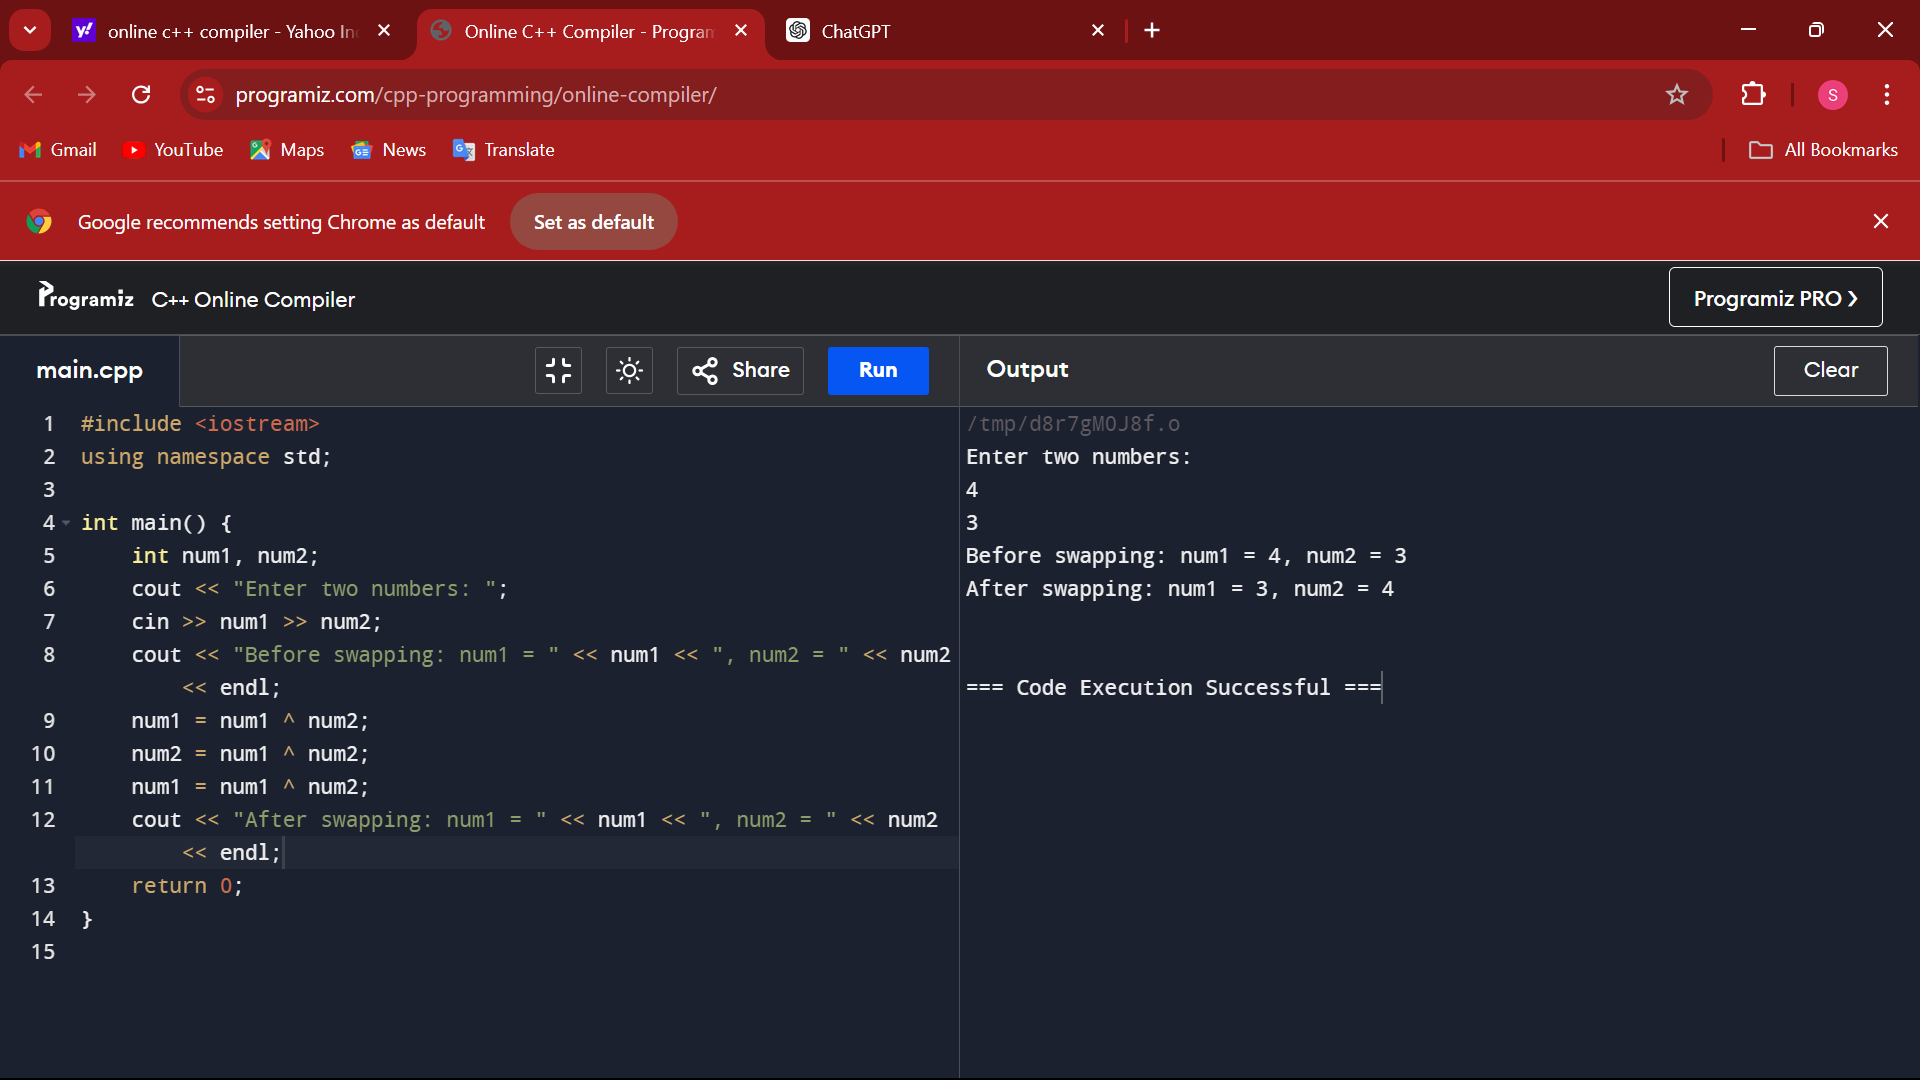 online c++ compiler - Yahoo In
Online C++ Compiler - Program
ChatGPT
programiz.com/cpp-programming/online-compiler/
S
Gmail
YouTube
Maps
News
Translate
All Bookmarks
Google recommends setting Chrome as default
Set as default
Programiz C++ Online Compiler
Programiz PRO ❯
main.cpp
Share
Run
Output
Clear
1 #include <iostream>
2 using namespace std;
3
4 int main() {
5     int num1, num2;
6     cout << "Enter two numbers: ";
7     cin >> num1 >> num2;
8     cout << "Before swapping: num1 = " << num1 << ", num2 = " << num2
        << endl;
9     num1 = num1 ^ num2;
10    num2 = num1 ^ num2;
11    num1 = num1 ^ num2;
12    cout << "After swapping: num1 = " << num1 << ", num2 = " << num2
        << endl;
13    return 0;
14 }
15
/tmp/d8r7gMOJ8f.o
Enter two numbers:
4
3
Before swapping: num1 = 4, num2 = 3
After swapping: num1 = 3, num2 = 4
=== Code Execution Successful ===